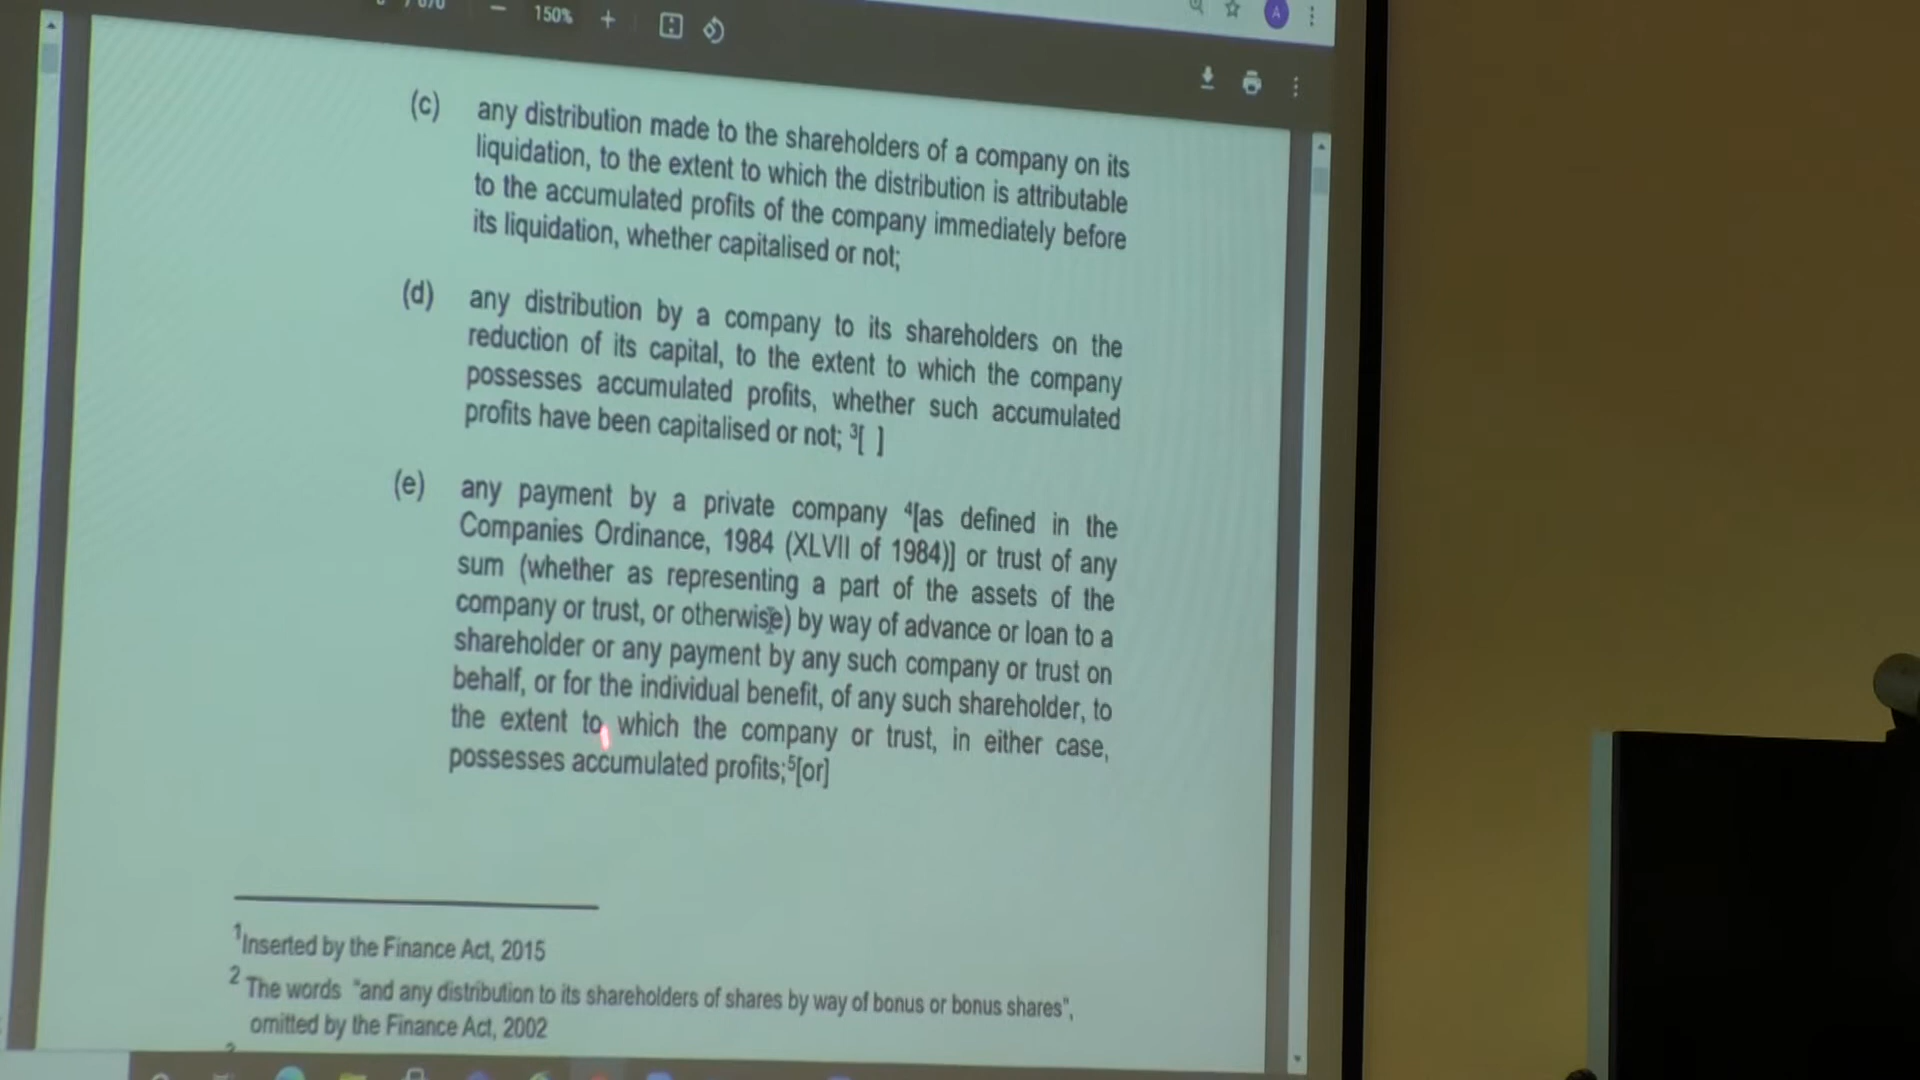 150%
A
(c) any distribution made to the shareholders of a company on its
liquidation, to the extent to which the distribution is attributable
to the accumulated profits of the company immediately before
its liquidation, whether capitalised or not;
(d) any distribution by a company to its shareholders on the
reduction of its capital, to the extent to which the company
possesses accumulated profits, whether such accumulated
profits have been capitalised or not; ³[ ]
(e) any payment by a private company ⁴[as defined in the
Companies Ordinance, 1984 (XLVII of 1984)] or trust of any
sum (whether as representing a part of the assets of the
company or trust, or otherwise) by way of advance or loan to a
shareholder or any payment by any such company or trust on
behalf, or for the individual benefit, of any such shareholder, to
the extent to which the company or trust, in either case,
possesses accumulated profits;⁵[or]
¹Inserted by the Finance Act, 2015
² The words "and any distribution to its shareholders of shares by way of bonus or bonus shares",
omitted by the Finance Act, 2002